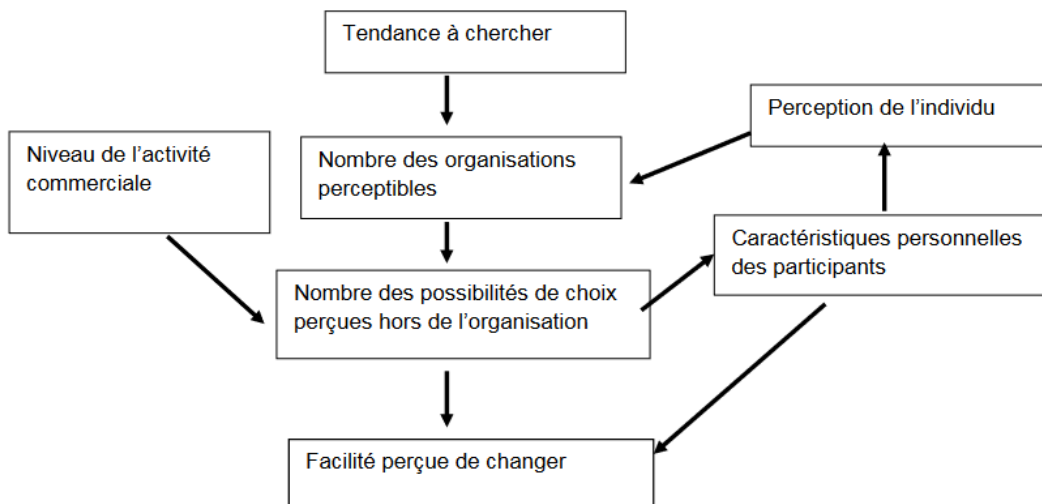 Tendance à chercher
Perception de l'individu
Niveau de l'activité
commerciale
Nombre des organisations
perceptibles
Caractéristiques personnelles
des participants
Nombre des possibilités de choix
perçues hors de l'organisation
Facilité perçue de changer